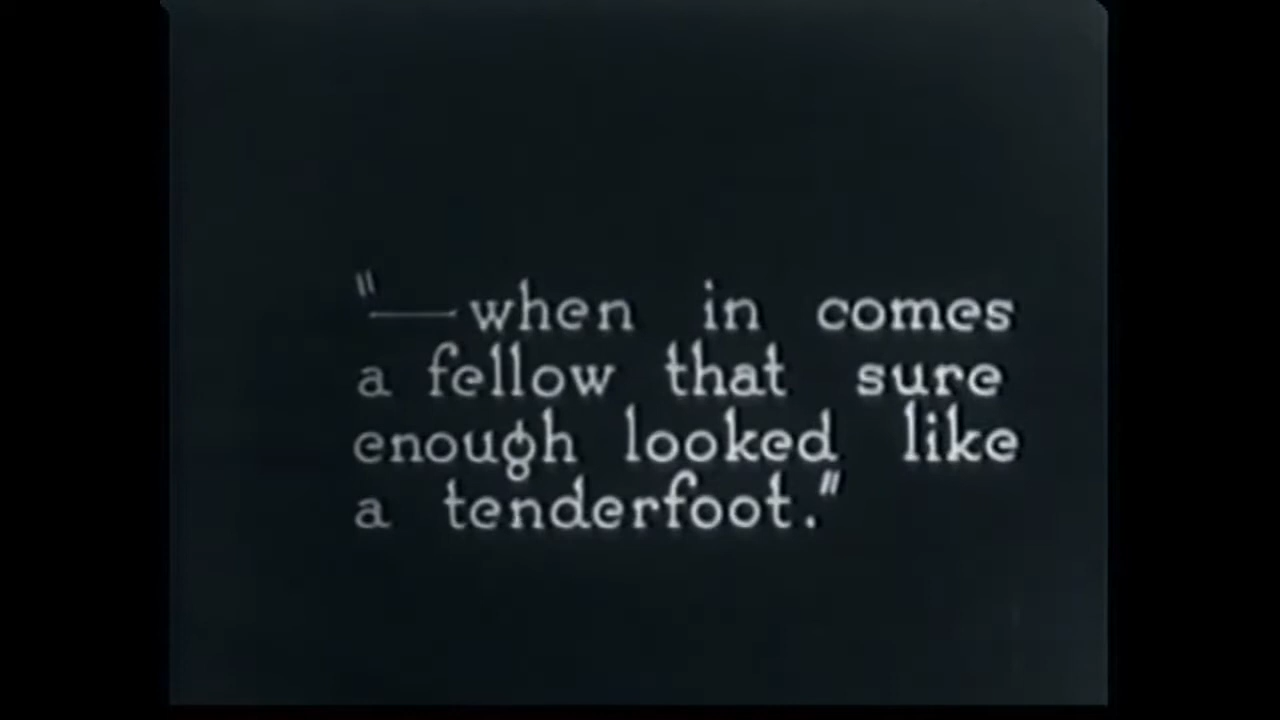 "—when in comes
a fellow that sure
enough looked like
a tenderfoot."